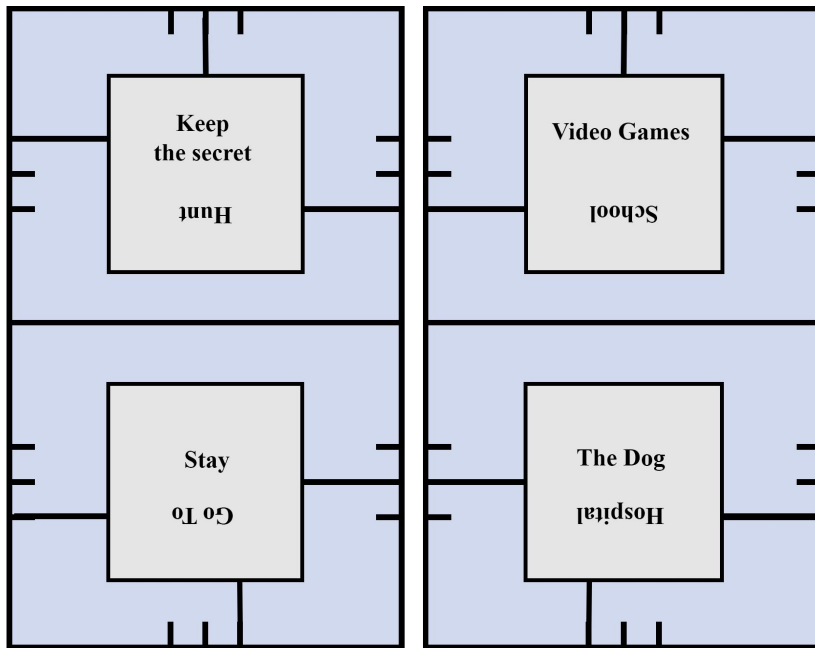 Keep
the secret
Hunt
Video Games
School
Stay
Go To
The Dog
Hospital